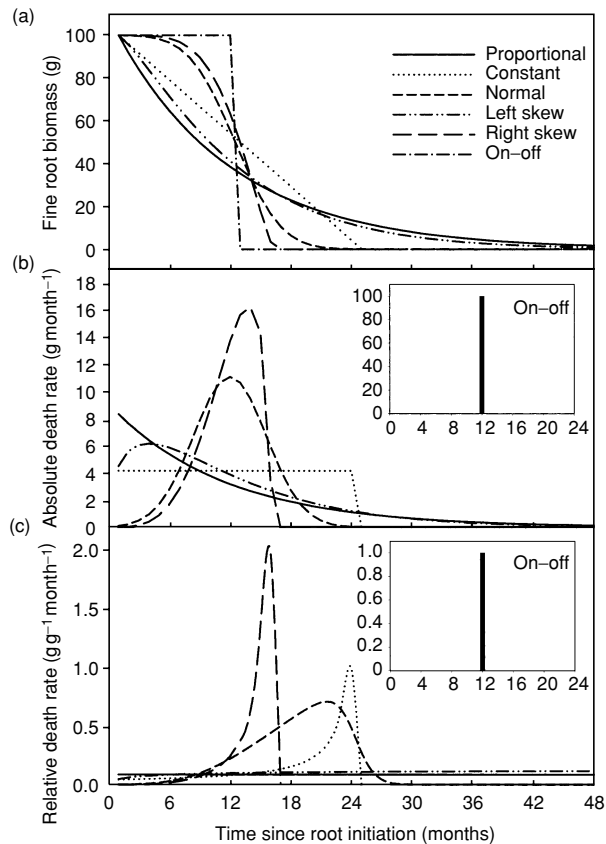 (a)
Fine root biomass (g)
100
80
60
40
20
0
Proportional
Constant
Normal
Left skew
Right skew
On–off
(b)
Absolute death rate (g month⁻¹)
18
16
14
12
10
8
6
4
2
0
100
80
60
40
20
0
On–off
0 4 8 12 16 20 24
(c)
Relative death rate (g g⁻¹ month⁻¹)
2.0
1.5
1.0
0.5
0.0
1.0
0.8
0.6
0.4
0.2
0
On–off
0 4 8 12 16 20 24
0 6 12 18 24 30 36 42 48
Time since root initiation (months)